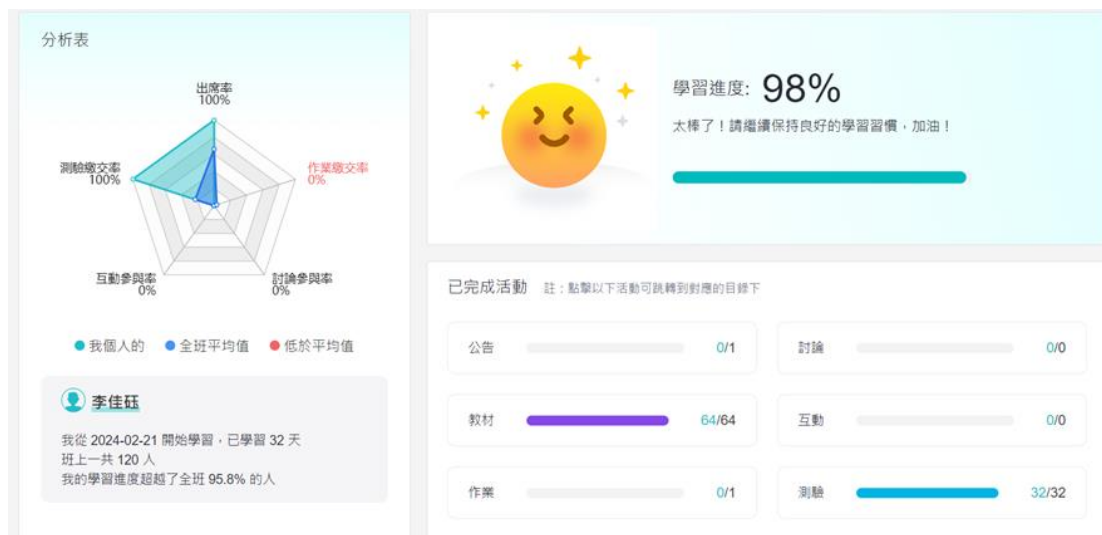 分析表
出席率
100%
測驗繳交率
100%
作業繳交率
0%
互動參與率
0%
討論參與率
0%
我個人的
全班平均值
低於平均值
李佳鈺
我從 2024-02-21 開始學習，已學習 32 天
班上一共 120 人
我的學習進度超越了全班 95.8% 的人
學習進度: 98%
太棒了！請繼續保持良好的學習習慣，加油！
已完成活動 註：點擊以下活動可跳轉到對應的目錄下
公告 0/1
討論 0/0
教材 64/64
互動 0/0
作業 0/1
測驗 32/32